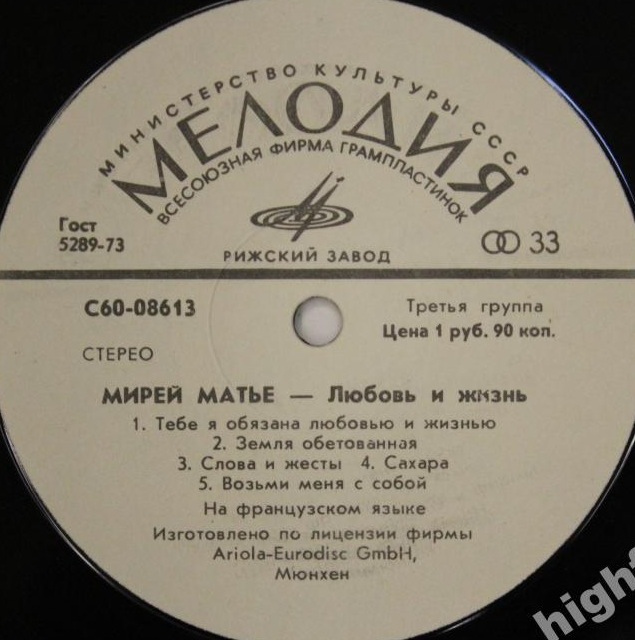 МИНИСТЕРСТВО КУЛЬТУРЫ СССР
МЕЛОДИЯ
ВСЕСОЮЗНАЯ ФИРМА ГРАМПЛАСТИНОК
Гост
5289-73
РИЖСКИЙ ЗАВОД
33
С60-08613
Третья группа
Цена 1 руб. 90 коп.
СТЕРЕО
МИРЕЙ МАТЬЕ — Любовь и жизнь
1. Тебе я обязана любовью и жизнью
2. Земля обетованная
3. Слова и жесты 4. Сахара
5. Возьми меня с собой
На французском языке
Изготовлено по лицензии фирмы
Ariola-Eurodisc GmbH,
Мюнхен